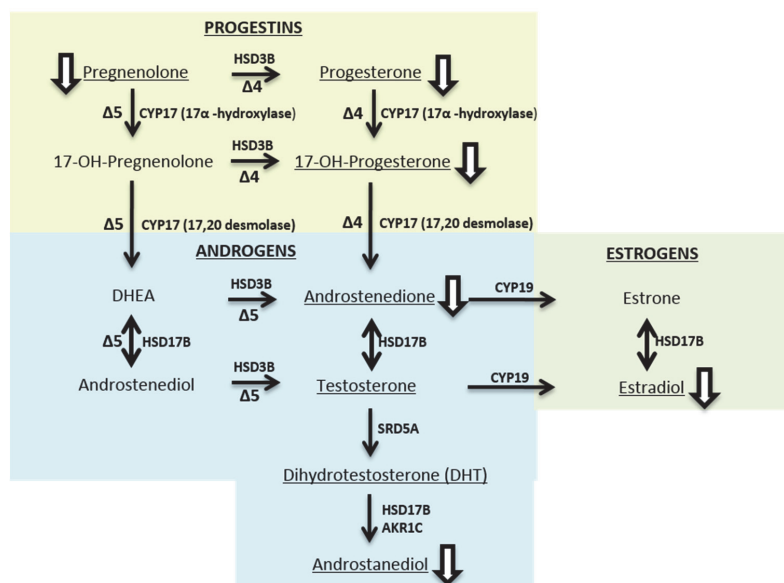 PROGESTINS
HSD3B
Pregnenolone
Progesterone
Δ4
Δ5 CYP17 (17α -hydroxylase)
Δ4 CYP17 (17α -hydroxylase)
HSD3B
17-OH-Pregnenolone
17-OH-Progesterone
Δ4
Δ5 CYP17 (17,20 desmolase)
Δ4 CYP17 (17,20 desmolase)
ANDROGENS
ESTROGENS
HSD3B
CYP19
DHEA
Androstenedione
Estrone
Δ5
Δ5 HSD17B
HSD17B
HSD17B
HSD3B
CYP19
Androstenediol
Testosterone
Estradiol
Δ5
SRD5A
Dihydrotestosterone (DHT)
HSD17B
AKR1C
Androstanediol